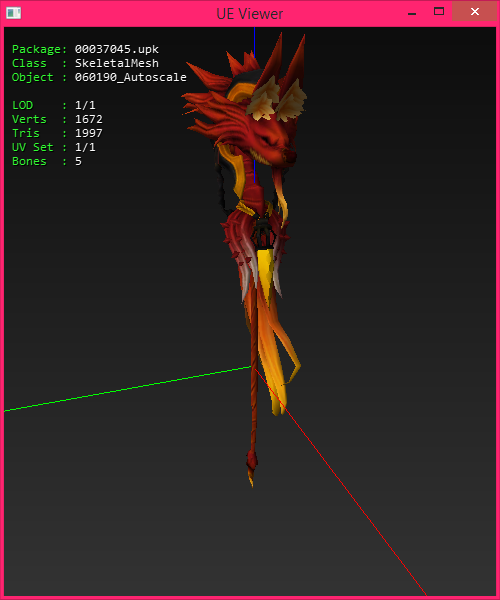 UE Viewer
Package: 00037045.upk
Class  : SkeletalMesh
Object : 060190_Autoscale
LOD    : 1/1
Verts  : 1672
Tris   : 1997
UV Set : 1/1
Bones  : 5